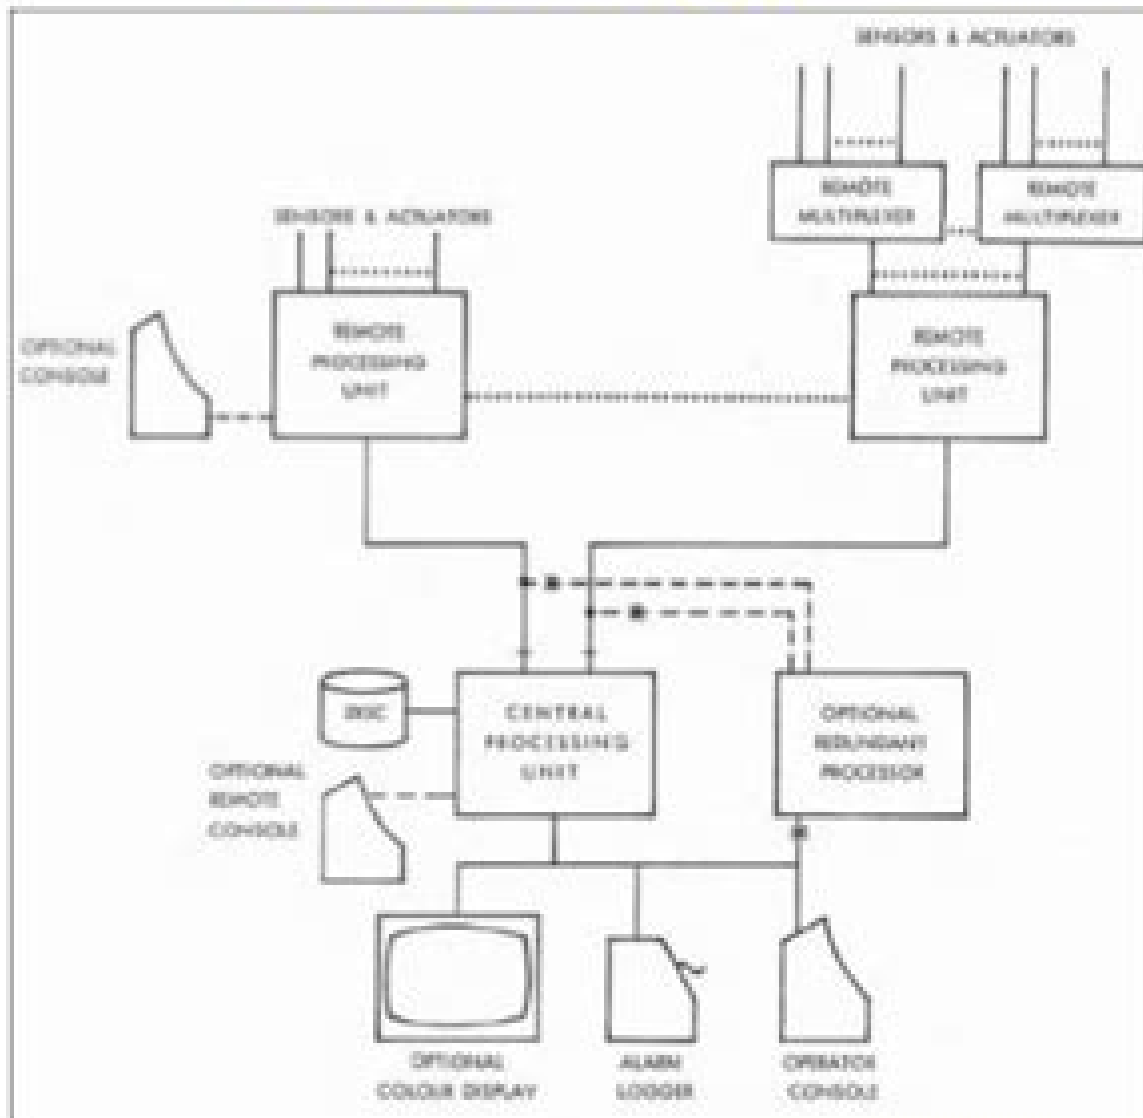 SENSORS & ACTUATORS
REMOTE
MULTIPLEXER
REMOTE
MULTIPLEXER
SENSORS & ACTUATORS
OPTIONAL
CONSOLE
REMOTE
PROCESSING
UNIT
REMOTE
PROCESSING
UNIT
DISC
CENTRAL
PROCESSING
UNIT
OPTIONAL
REDUNDANT
PROCESSOR
OPTIONAL
REMOTE
CONSOLE
OPTIONAL
COLOUR DISPLAY
ALARM
LOGGER
OPERATOR
CONSOLE